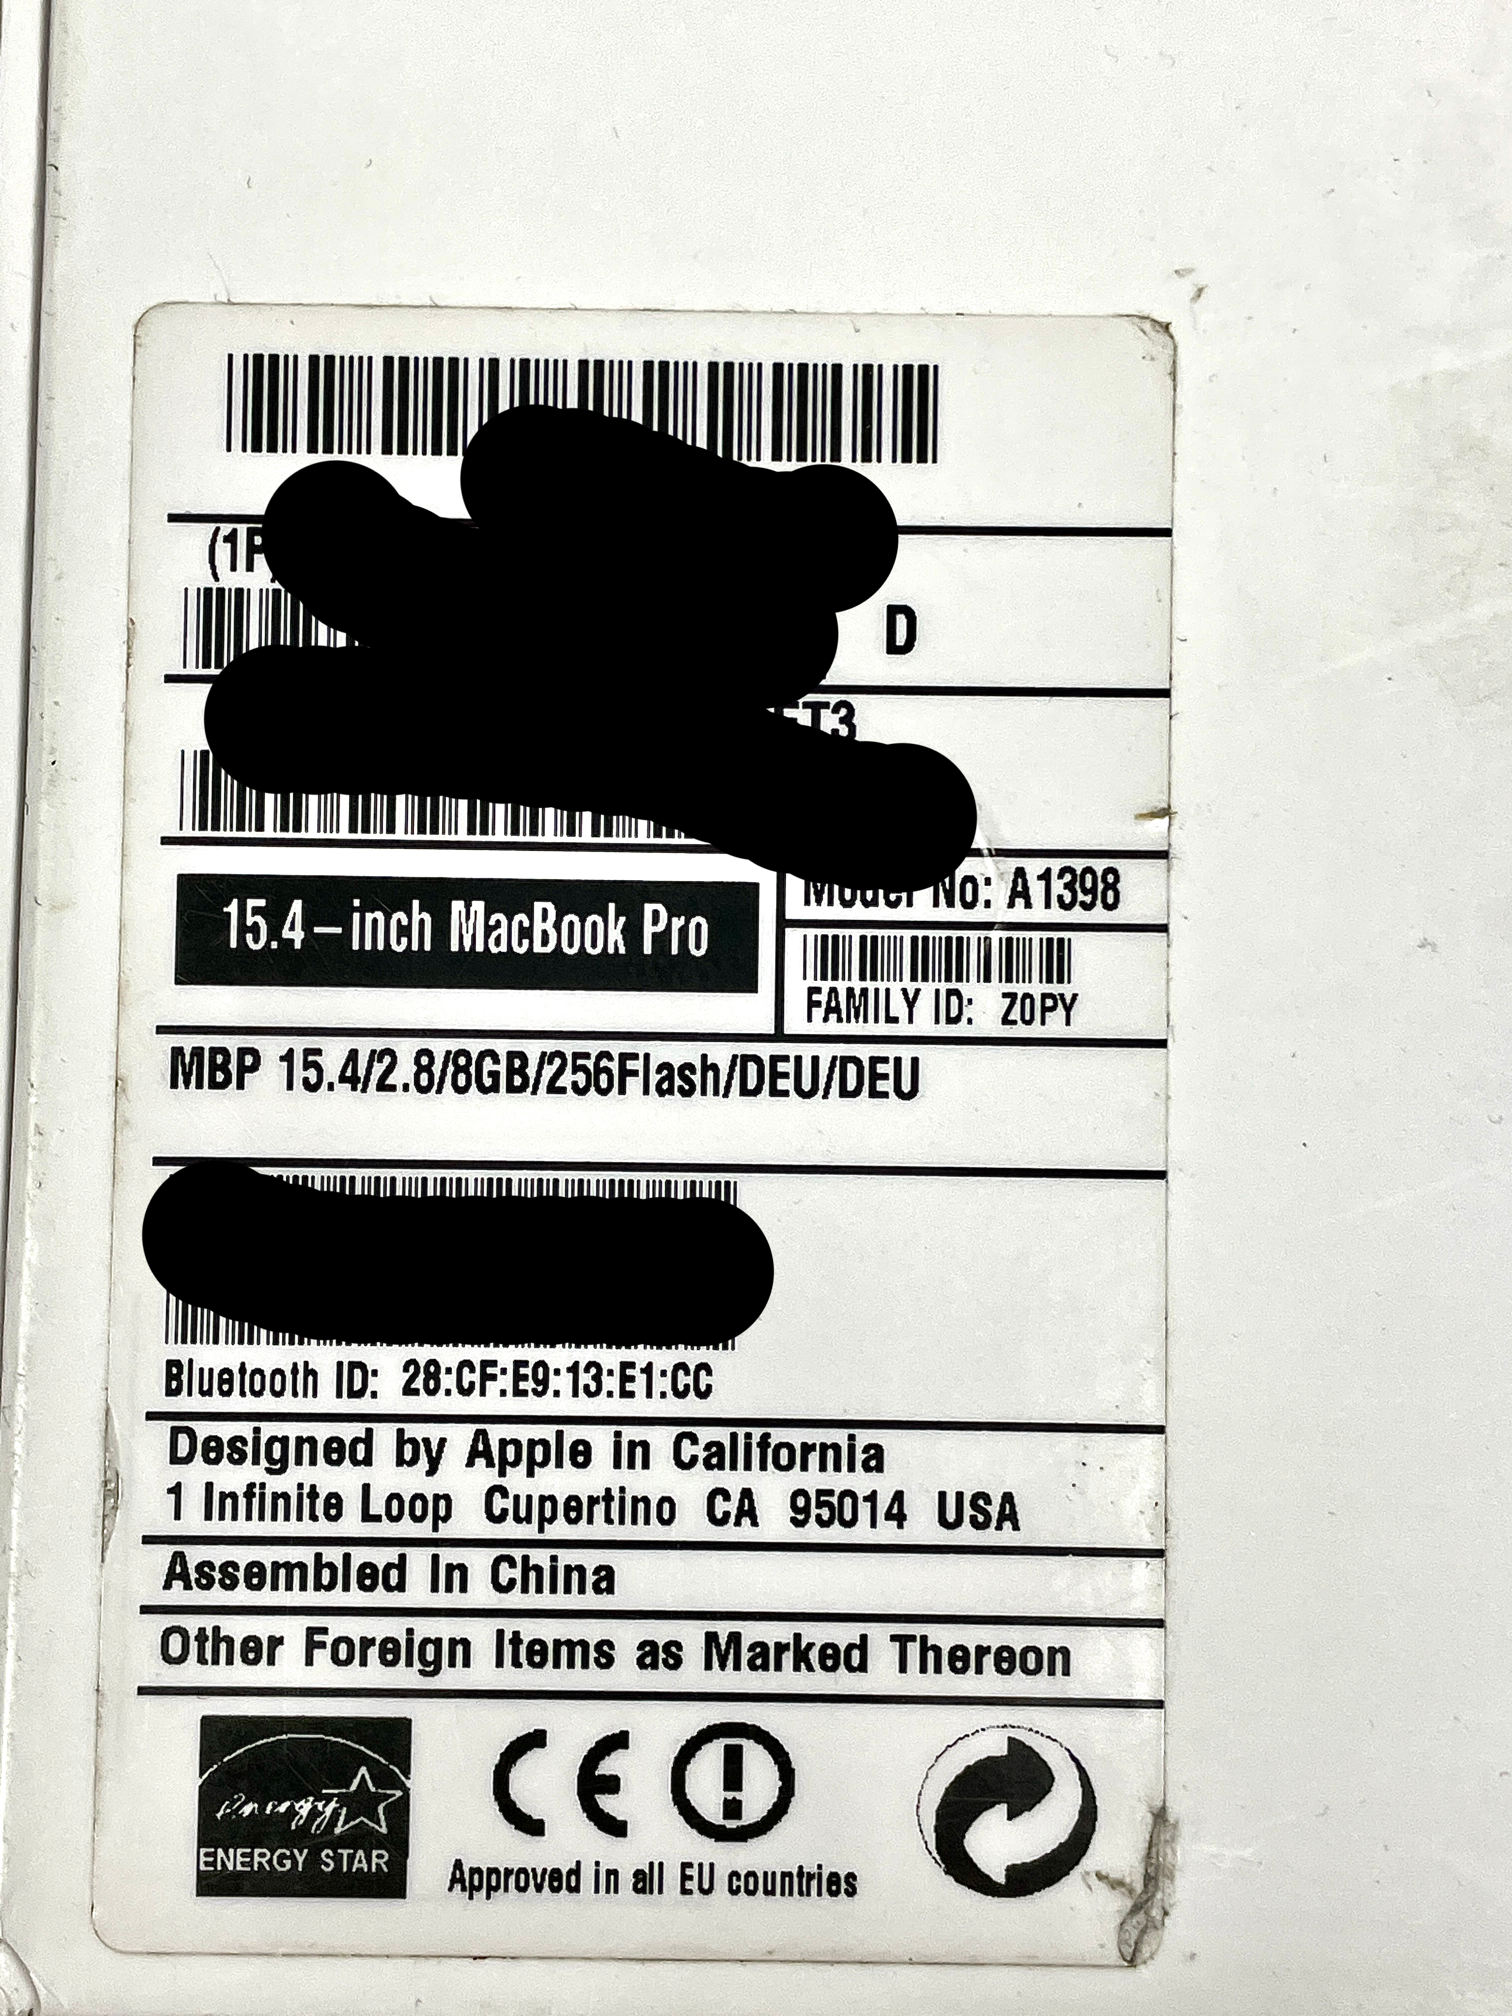 (1P
D
T3
15.4-inch MacBook Pro
Model No: A1398
FAMILY ID: Z0PY
MBP 15.4/2.8/8GB/256Flash/DEU/DEU
Bluetooth ID: 28:CF:E9:13:E1:CC
Designed by Apple in California
1 Infinite Loop Cupertino CA 95014 USA
Assembled In China
Other Foreign Items as Marked Thereon
energy
ENERGY STAR
CE
Approved in all EU countries